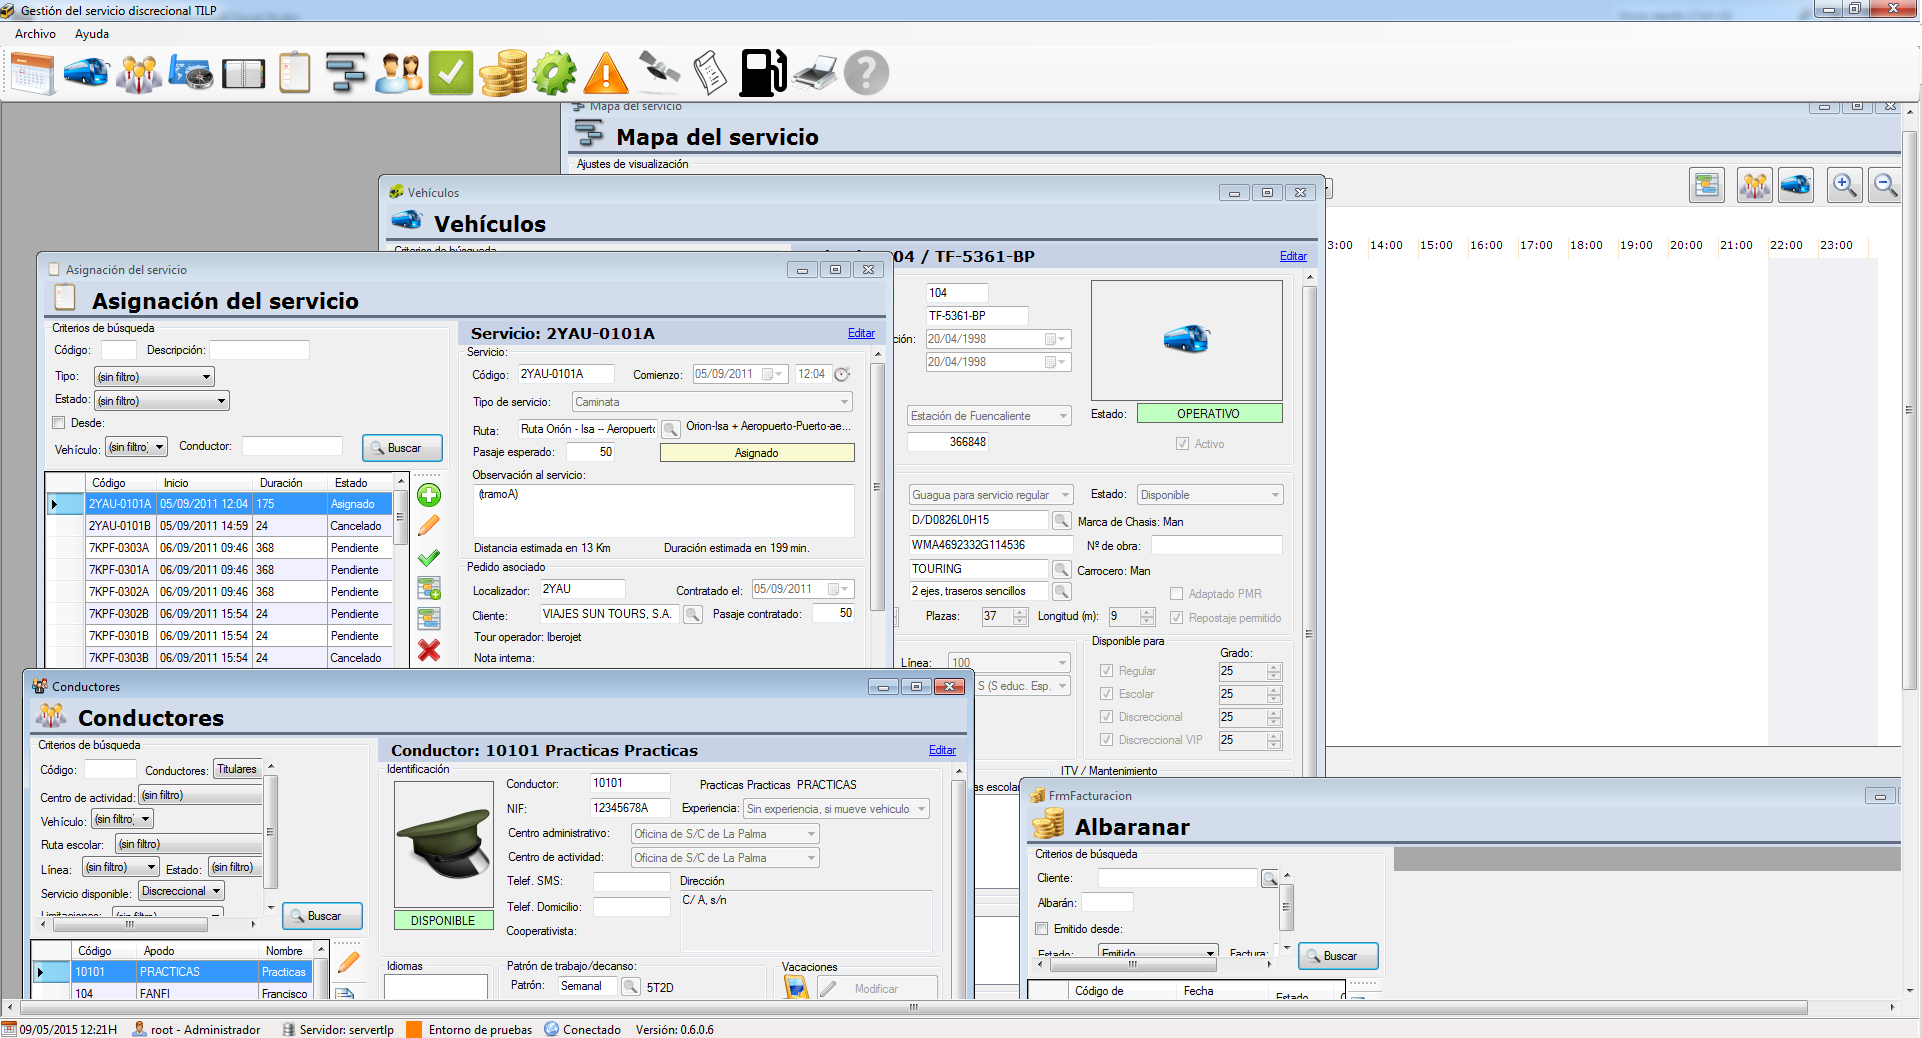 Gestión del servicio discrecional TILP
Archivo Ayuda
Mapa del servicio
Mapa del servicio
Ajustes de visualización
3:00 14:00 15:00 16:00 17:00 18:00 19:00 20:00 21:00 22:00 23:00
Vehículos
Vehículos
04 / TF-5361-BP Editar
104
TF-5361-BP
ción: 20/04/1998
20/04/1998
Estación de Fuencaliente Estado: OPERATIVO
366848 Activo
Guagua para servicio regular Estado: Disponible
D/D0826L0H15 Marca de Chasis: Man
WMA4692332G114536 Nº de obra:
TOURING Carrocero: Man
2 ejes, traseros sencillos Adaptado PMR
Plazas: 37 Longitud (m): 9 Repostaje permitido
Disponible para
Línea: 100 Grado:
S (S educ. Esp. Regular 25
Escolar 25
Discreccional 25
Discreccional VIP 25
ITV / Mantenimiento
as escolar
Asignación del servicio
Asignación del servicio
Criterios de búsqueda
Código: Descripción:
Tipo: (sin filtro)
Estado: (sin filtro)
Desde:
Vehículo: (sin filtro) Conductor: Buscar
Código Inicio Duración Estado
2YAU-0101A 05/09/2011 12:04 175 Asignado
2YAU-0101B 05/09/2011 14:59 24 Cancelado
7KPF-0303A 06/09/2011 09:46 368 Pendiente
7KPF-0301A 06/09/2011 09:46 368 Pendiente
7KPF-0302A 06/09/2011 09:46 368 Pendiente
7KPF-0302B 06/09/2011 15:54 24 Pendiente
7KPF-0301B 06/09/2011 15:54 24 Pendiente
7KPF-0303B 06/09/2011 15:54 24 Cancelado
Servicio: 2YAU-0101A Editar
Servicio:
Código: 2YAU-0101A Comienzo: 05/09/2011 12:04
Tipo de servicio: Caminata
Ruta: Ruta Orión - Isa -- Aeropuerto Orion-Isa + Aeropuerto-Puerto-ae...
Pasaje esperado: 50 Asignado
Observación al servicio:
(tramoA)
Distancia estimada en 13 Km Duración estimada en 199 min.
Pedido asociado
Localizador: 2YAU Contratado el: 05/09/2011
Cliente: VIAJES SUN TOURS, S.A. Pasaje contratado: 50
Tour operador: Iberojet
Nota interna:
Conductores
Conductores
Criterios de búsqueda
Código: Conductores: Titulares
Centro de actividad: (sin filtro)
Vehículo: (sin filtro)
Ruta escolar: (sin filtro)
Línea: (sin filtro) Estado: (sin filtro)
Servicio disponible: Discreccional
Limitaciones: (sin filtro) Buscar
Código Apodo Nombre
10101 PRACTICAS Practicas
104 FANFI Francisco
Conductor: 10101 Practicas Practicas Editar
Identificación
Conductor: 10101 Practicas Practicas PRACTICAS
NIF: 12345678A Experiencia: Sin experiencia, si mueve vehiculo
Centro administrativo: Oficina de S/C de La Palma
Centro de actividad: Oficina de S/C de La Palma
Telef. SMS: Dirección
C/ A, s/n
Telef. Domicilio:
DISPONIBLE
Cooperativista:
Idiomas Patrón de trabajo/decanso: Vacaciones
Patrón: Semanal 5T2D Modificar
FrmFacturacion
Albaranar
Criterios de búsqueda
Cliente:
Albarán:
Emitido desde:
Estado: Emitido Factura: Buscar
Código de Fecha Estado
09/05/2015 12:21H root - Administrador Servidor: servertlp Entorno de pruebas Conectado Versión: 0.6.0.6